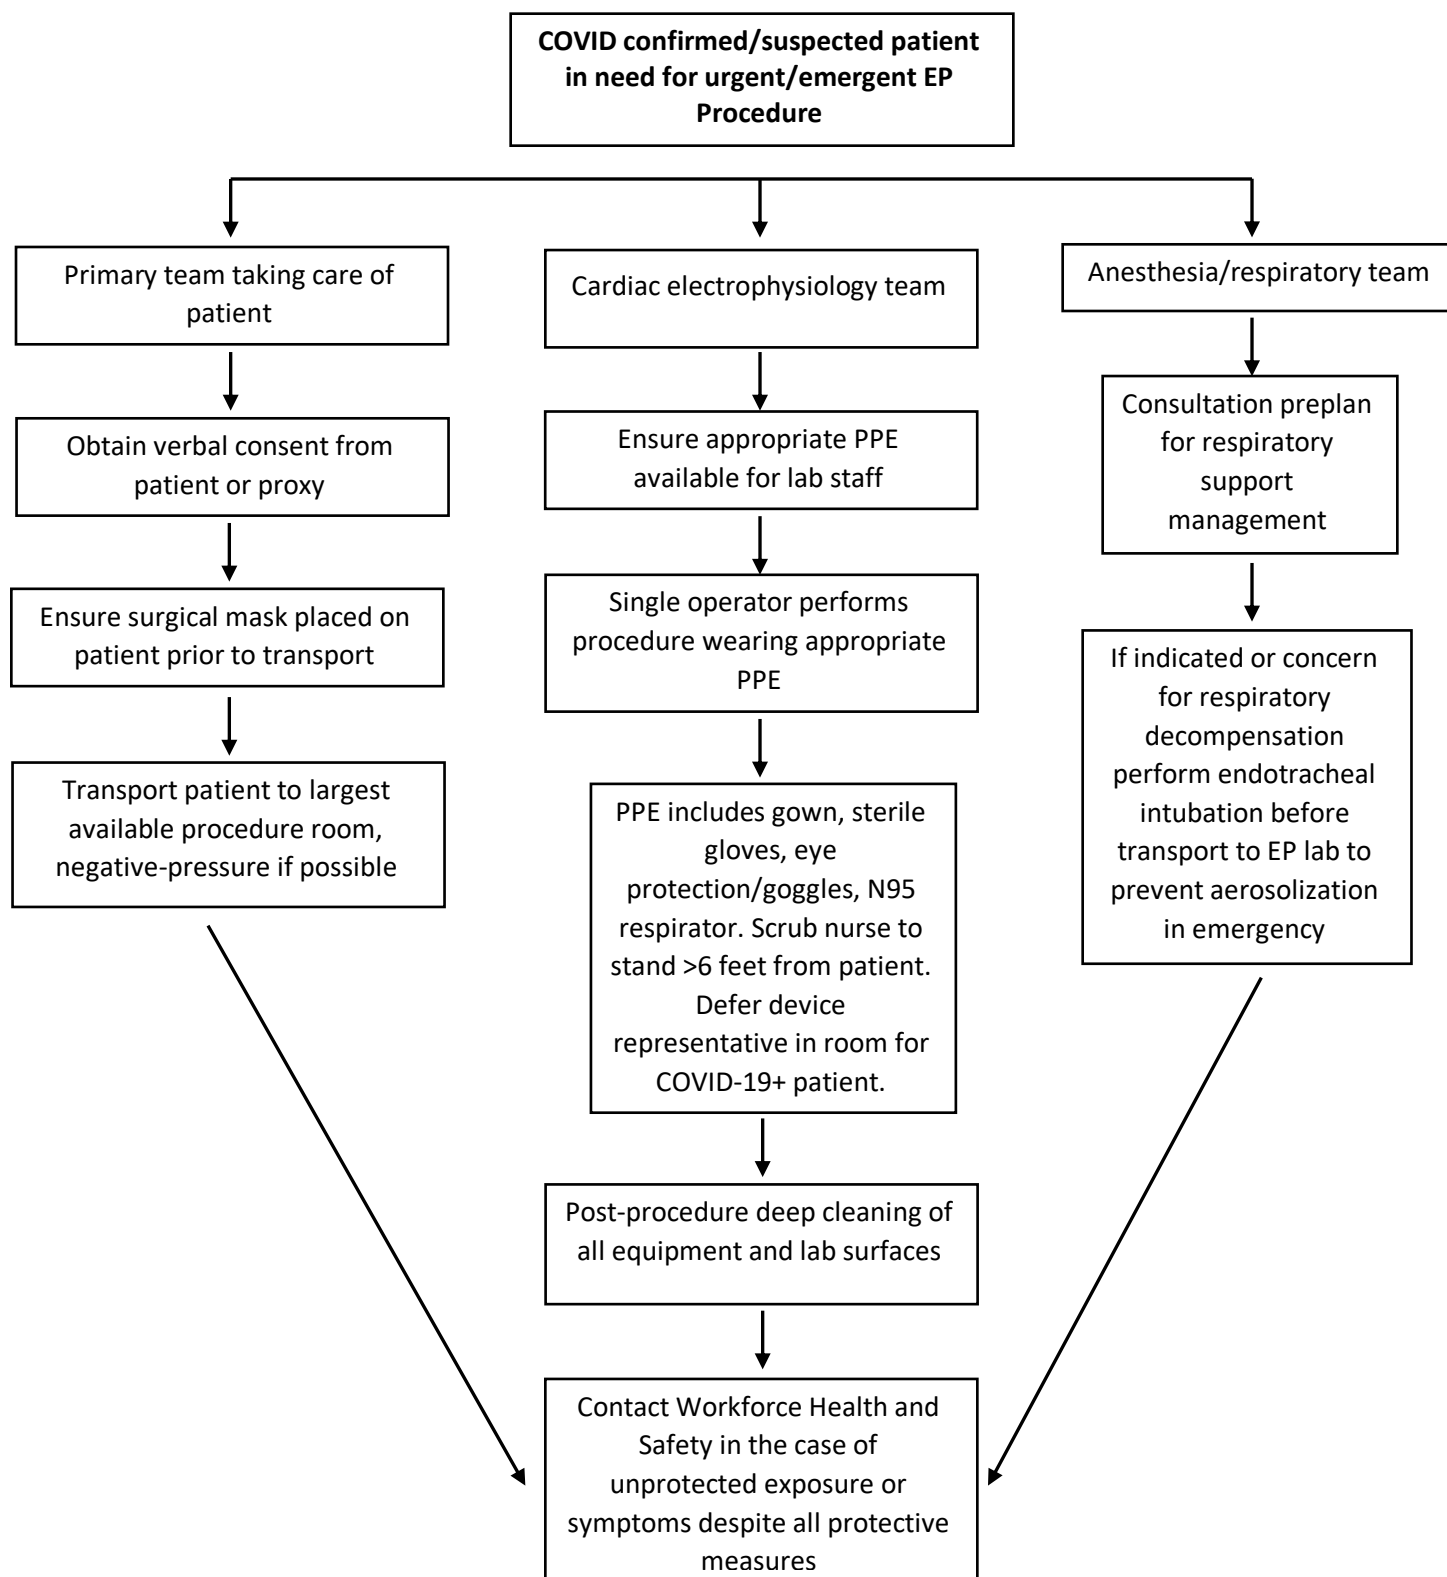 COVID confirmed/suspected patient
in need for urgent/emergent EP
Procedure
Primary team taking care of
patient
Obtain verbal consent from
patient or proxy
Ensure surgical mask placed on
patient prior to transport
Transport patient to largest
available procedure room,
negative-pressure if possible
Cardiac electrophysiology team
Ensure appropriate PPE
available for lab staff
Single operator performs
procedure wearing appropriate
PPE
PPE includes gown, sterile
gloves, eye
protection/goggles, N95
respirator. Scrub nurse to
stand >6 feet from patient.
Defer device
representative in room for
COVID-19+ patient.
Post-procedure deep cleaning of
all equipment and lab surfaces
Anesthesia/respiratory team
Consultation preplan
for respiratory
support
management
If indicated or concern
for respiratory
decompensation
perform endotracheal
intubation before
transport to EP lab to
prevent aerosolization
in emergency
Contact Workforce Health and
Safety in the case of
unprotected exposure or
symptoms despite all protective
measures